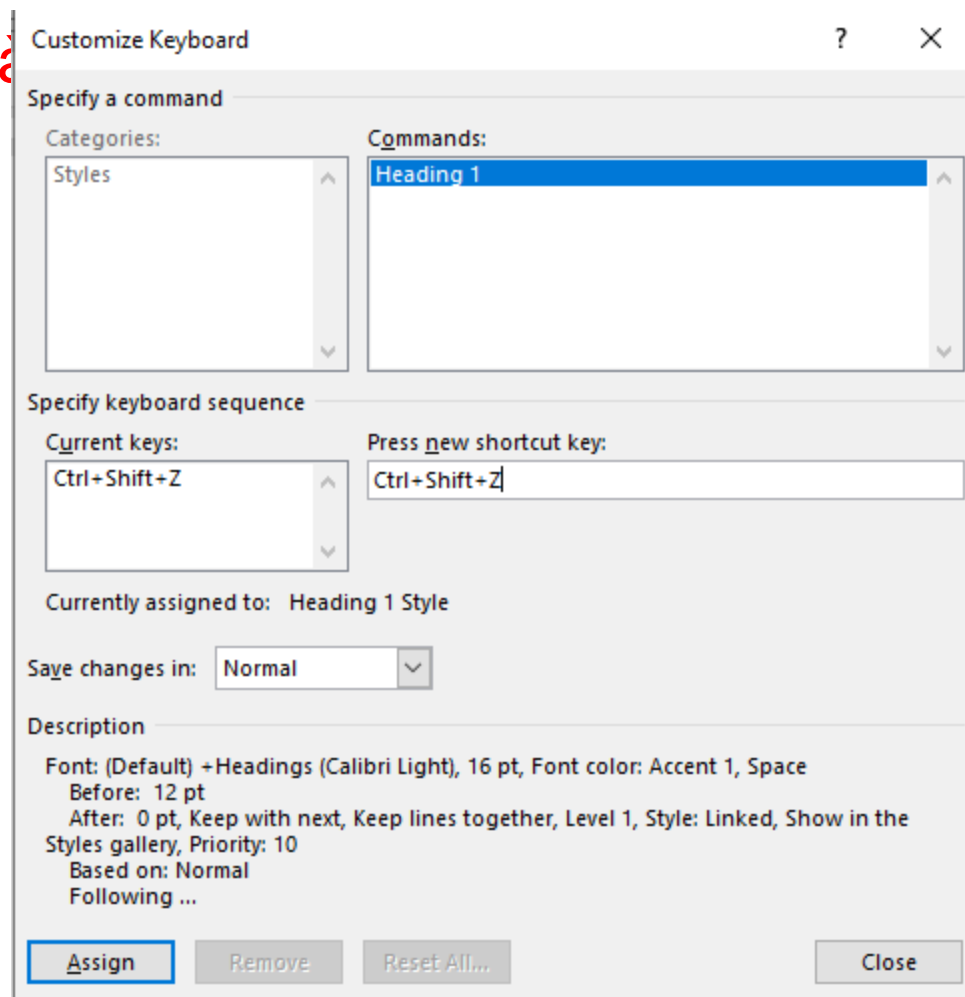 Customize Keyboard
Specify a command
Categories:
Commands:
Styles
Heading 1
Specify keyboard sequence
Current keys:
Press new shortcut key:
Ctrl+Shift+Z
Ctrl+Shift+Z
Currently assigned to: Heading 1 Style
Save changes in: Normal
Description
Font: (Default) +Headings (Calibri Light), 16 pt, Font color: Accent 1, Space
Before: 12 pt
After: 0 pt, Keep with next, Keep lines together, Level 1, Style: Linked, Show in the
Styles gallery, Priority: 10
Based on: Normal
Following ...
Assign
Remove
Reset All...
Close